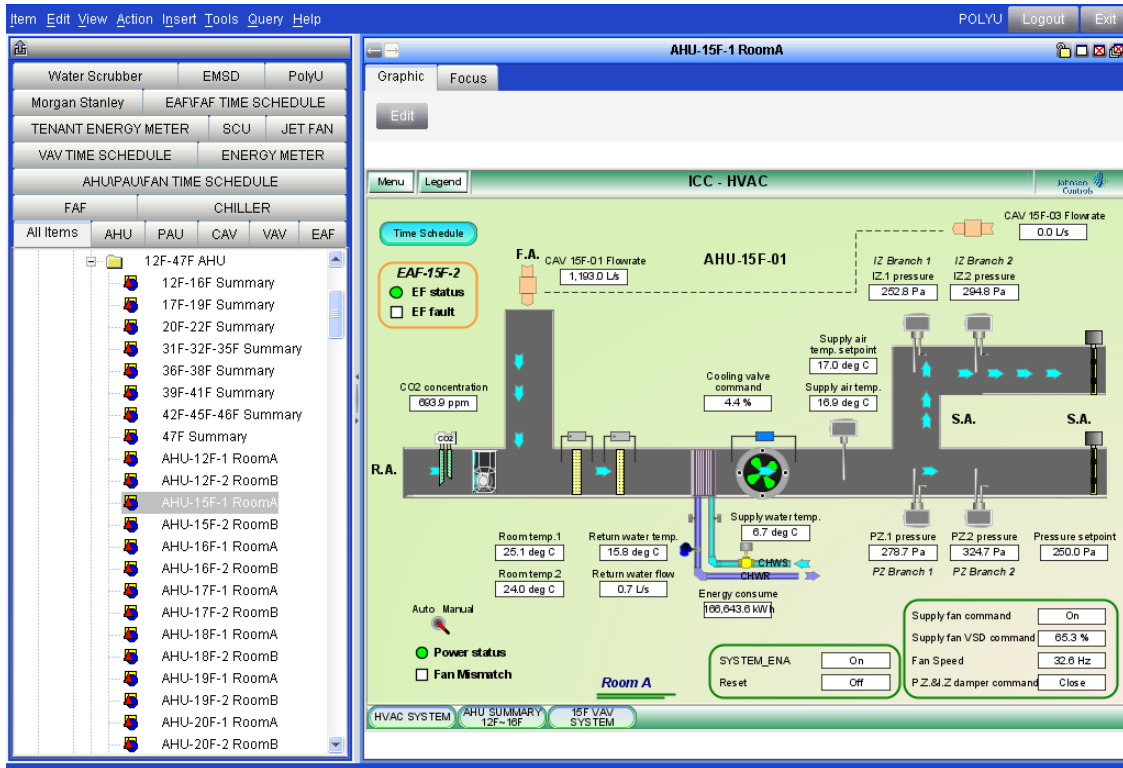 Item Edit View Action Insert Tools Query Help
POLYU Logout Exit
AHU-15F-1 RoomA
Water Scrubber EMSD PolyU
Morgan Stanley EAF\FAF TIME SCHEDULE
TENANT ENERGY METER SCU JET FAN
VAV TIME SCHEDULE ENERGY METER
AHU\PAU\FAN TIME SCHEDULE
FAF CHILLER
All Items AHU PAU CAV VAV EAF
12F-47F AHU
12F-16F Summary
17F-19F Summary
20F-22F Summary
31F-32F-35F Summary
36F-38F Summary
39F-41F Summary
42F-45F-46F Summary
47F Summary
AHU-12F-1 RoomA
AHU-12F-2 RoomB
AHU-15F-1 RoomA
AHU-15F-2 RoomB
AHU-16F-1 RoomA
AHU-16F-2 RoomB
AHU-17F-1 RoomA
AHU-17F-2 RoomB
AHU-18F-1 RoomA
AHU-18F-2 RoomB
AHU-19F-1 RoomA
AHU-19F-2 RoomB
AHU-20F-1 RoomA
AHU-20F-2 RoomB
Graphic Focus
Edit
Menu Legend ICC - HVAC Johnson Controls
Time Schedule
EAF-15F-2
EF status
EF fault
F.A.
CAV 15F-01 Flowrate
1,193.0 L/s
AHU-15F-01
CAV 15F-03 Flowrate
0.0 L/s
IZ Branch 1
IZ.1 pressure
252.8 Pa
IZ Branch 2
IZ.2 pressure
294.8 Pa
Supply air
temp. setpoint
17.0 deg C
Supply air temp.
16.9 deg C
Cooling valve
command
4.4 %
CO2 concentration
693.9 ppm
CO2
R.A.
S.A. S.A.
Supply water temp.
6.7 deg C
CHWS
CHWR
Energy consume
166,643.6 kWh
Room temp.1
25.1 deg C
Room temp.2
24.0 deg C
Return water temp.
15.8 deg C
Return water flow
0.7 L/s
PZ.1 pressure
278.7 Pa
PZ Branch 1
PZ.2 pressure
324.7 Pa
PZ Branch 2
Pressure setpoint
250.0 Pa
Auto Manual
Power status
Fan Mismatch
Room A
SYSTEM_ENA On
Reset Off
Supply fan command On
Supply fan VSD command 65.3 %
Fan Speed 32.6 Hz
P.Z.&I.Z damper command Close
HVAC SYSTEM
AHU SUMMARY
12F~16F
15F VAV
SYSTEM